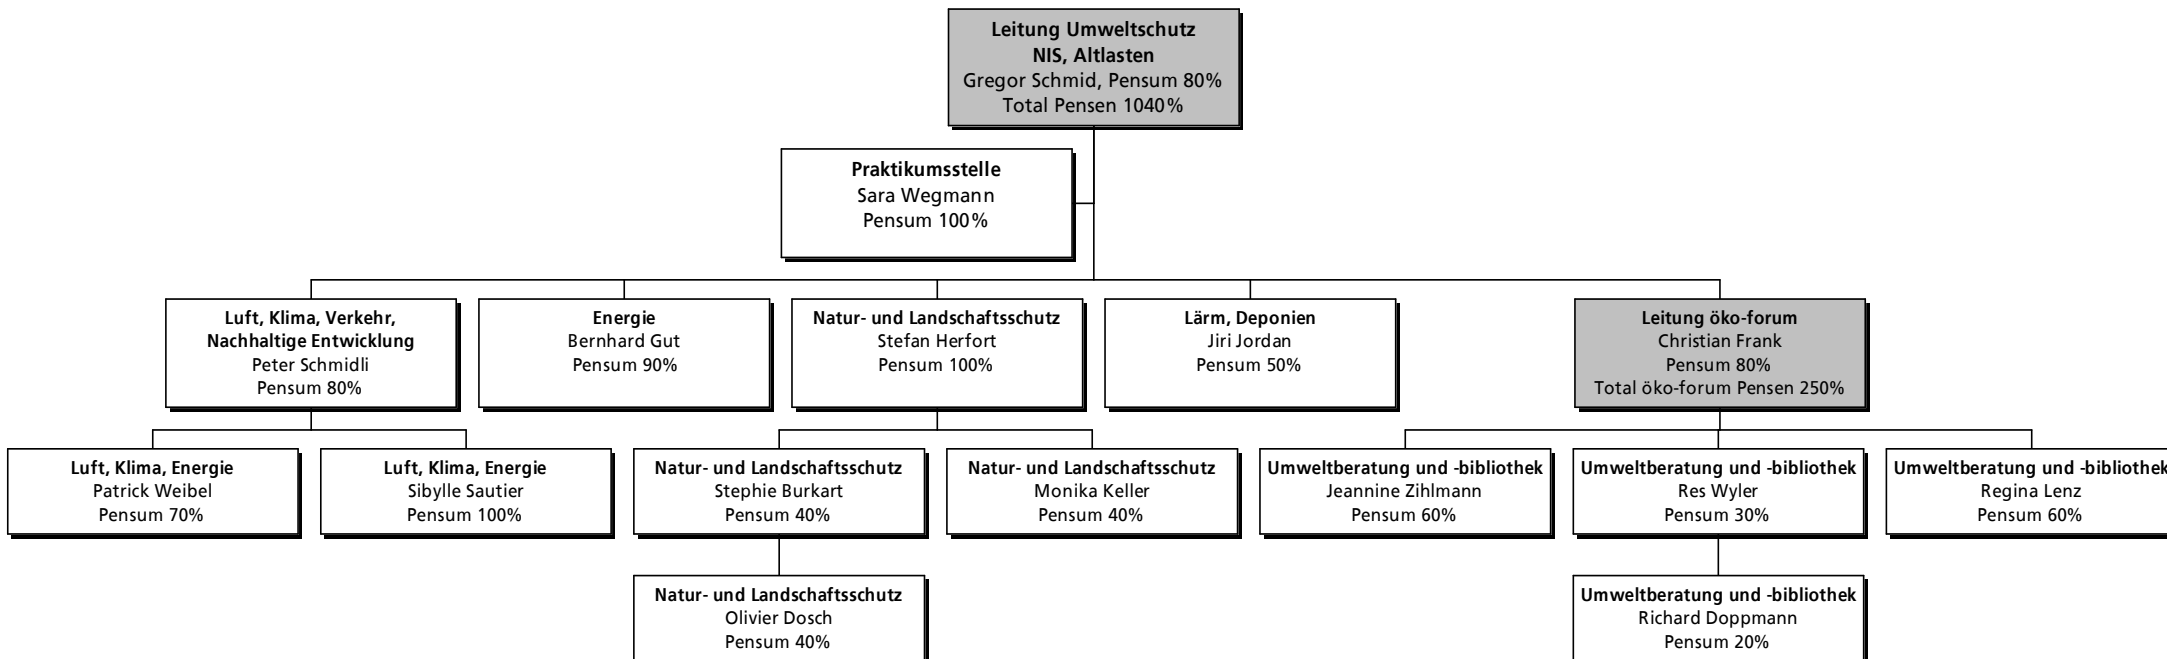 Leitung Umweltschutz
NIS, Altlasten
Gregor Schmid, Pensum 80%
Total Pensen 1040%
Praktikumsstelle
Sara Wegmann
Pensum 100%
Luft, Klima, Verkehr,
Nachhaltige Entwicklung
Peter Schmidli
Pensum 80%
Energie
Bernhard Gut
Pensum 90%
Natur- und Landschaftsschutz
Stefan Herfort
Pensum 100%
Lärm, Deponien
Jiri Jordan
Pensum 50%
Leitung öko-forum
Christian Frank
Pensum 80%
Total öko-forum Pensen 250%
Luft, Klima, Energie
Patrick Weibel
Pensum 70%
Luft, Klima, Energie
Sibylle Sautier
Pensum 100%
Natur- und Landschaftsschutz
Stephie Burkart
Pensum 40%
Natur- und Landschaftsschutz
Monika Keller
Pensum 40%
Umweltberatung und -bibliothek
Jeannine Zihlmann
Pensum 60%
Umweltberatung und -bibliothek
Res Wyler
Pensum 30%
Umweltberatung und -bibliothek
Regina Lenz
Pensum 60%
Natur- und Landschaftsschutz
Olivier Dosch
Pensum 40%
Umweltberatung und -bibliothek
Richard Doppmann
Pensum 20%